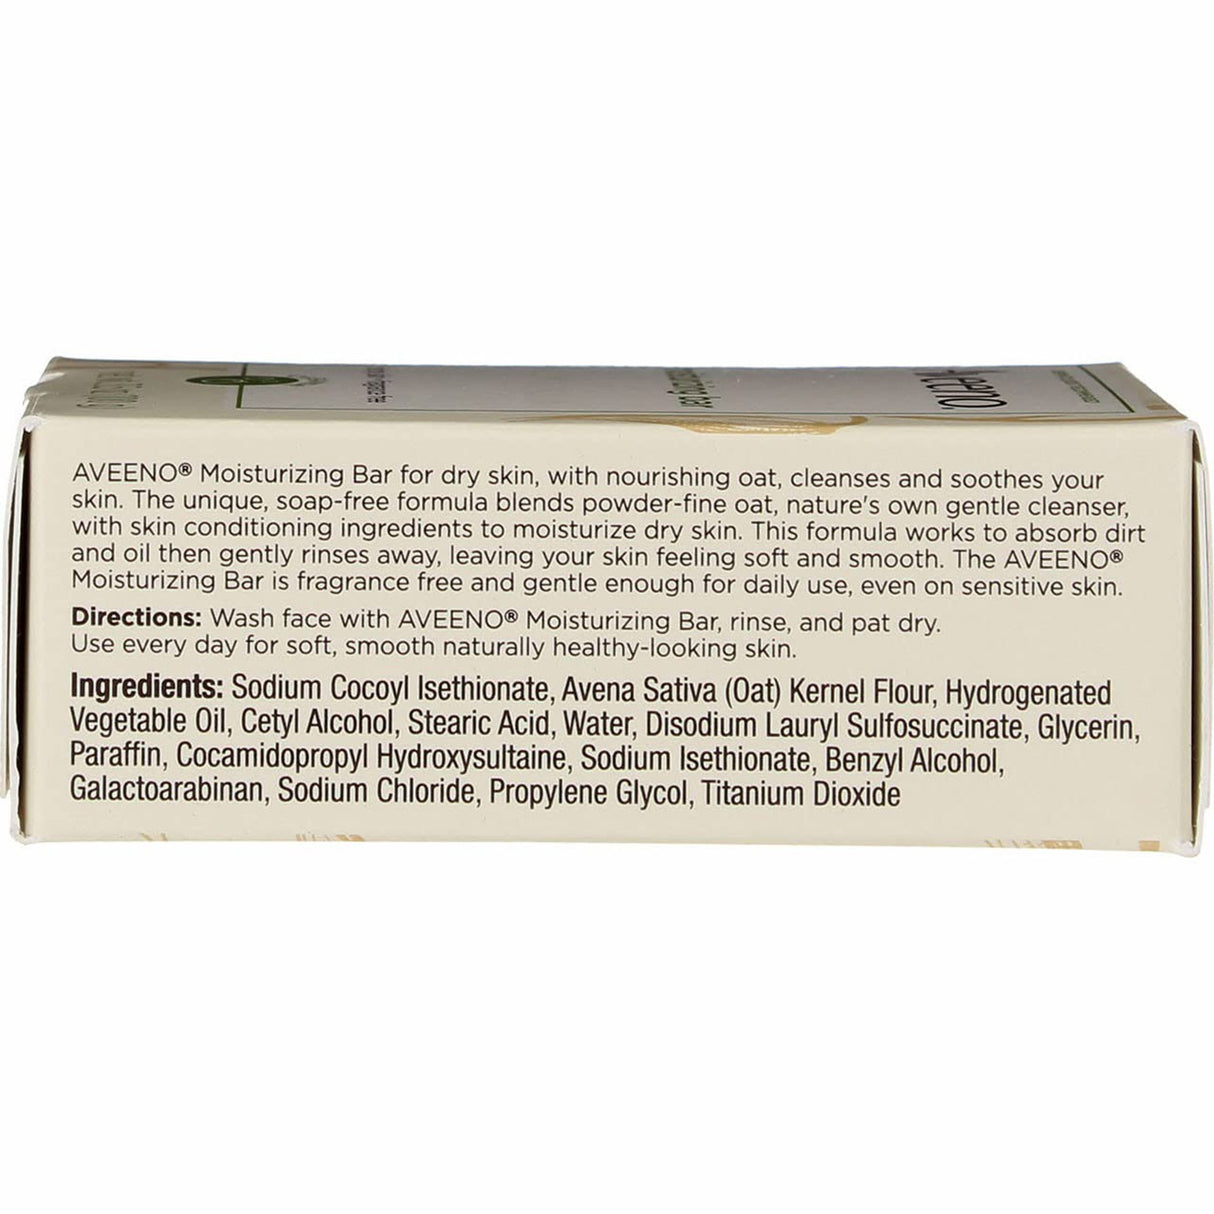 Aveeno
AVEENO® Moisturizing Bar for dry skin, with nourishing oat, cleanses and soothes your
skin. The unique, soap-free formula blends powder-fine oat, nature's own gentle cleanser,
with skin conditioning ingredients to moisturize dry skin. This formula works to absorb dirt
and oil then gently rinses away, leaving your skin feeling soft and smooth. The AVEENO®
Moisturizing Bar is fragrance free and gentle enough for daily use, even on sensitive skin.
Directions: Wash face with AVEENO® Moisturizing Bar, rinse, and pat dry.
Use every day for soft, smooth naturally healthy-looking skin.
Ingredients: Sodium Cocoyl Isethionate, Avena Sativa (Oat) Kernel Flour, Hydrogenated
Vegetable Oil, Cetyl Alcohol, Stearic Acid, Water, Disodium Lauryl Sulfosuccinate, Glycerin,
Paraffin, Cocamidopropyl Hydroxysultaine, Sodium Isethionate, Benzyl Alcohol,
Galactoarabinan, Sodium Chloride, Propylene Glycol, Titanium Dioxide